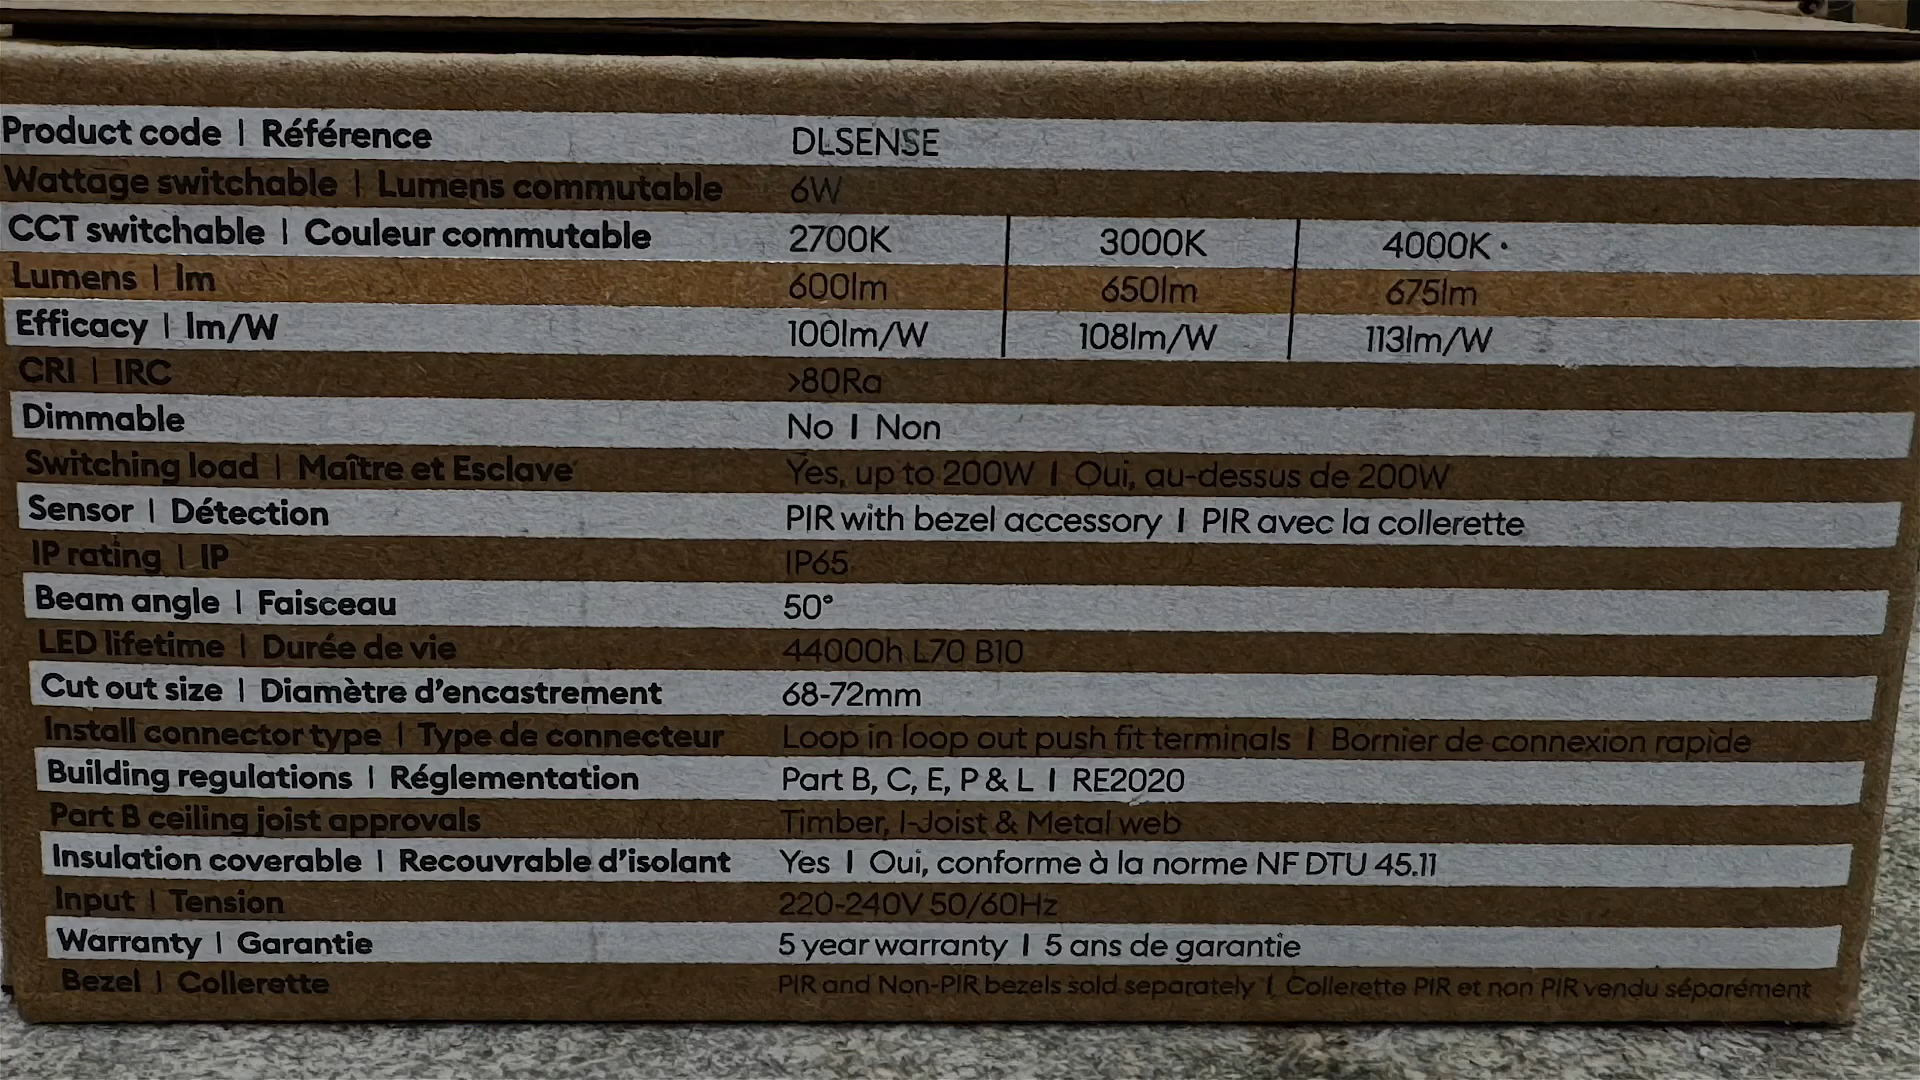 Product code | Référence DLSENSE
Wattage switchable | Lumens commutable 6W
CCT switchable | Couleur commutable 2700K 3000K 4000K
Lumens | lm 600lm 650lm 675lm
Efficacy | lm/W 100lm/W 108lm/W 113lm/W
CRI | IRC >80Ra
Dimmable No | Non
Switching load | Maître et Esclave Yes, up to 200W | Oui, au-dessus de 200W
Sensor | Détection PIR with bezel accessory | PIR avec la collerette
IP rating | IP IP65
Beam angle | Faisceau 50°
LED lifetime | Durée de vie 44000h L70 B10
Cut out size | Diamètre d'encastrement 68-72mm
Install connector type | Type de connecteur Loop in loop out push fit terminals | Bornier de connexion rapide
Building regulations | Réglementation Part B, C, E, P & L | RE2020
Part B ceiling joist approvals Timber, I-Joist & Metal web
Insulation coverable | Recouvrable d'isolant Yes | Oui, conforme à la norme NF DTU 45.11
Input | Tension 220-240V 50/60Hz
Warranty | Garantie 5 year warranty | 5 ans de garantie
Bezel | Collerette PIR and Non-PIR bezels sold separately | Collerette PIR et non PIR vendu séparément